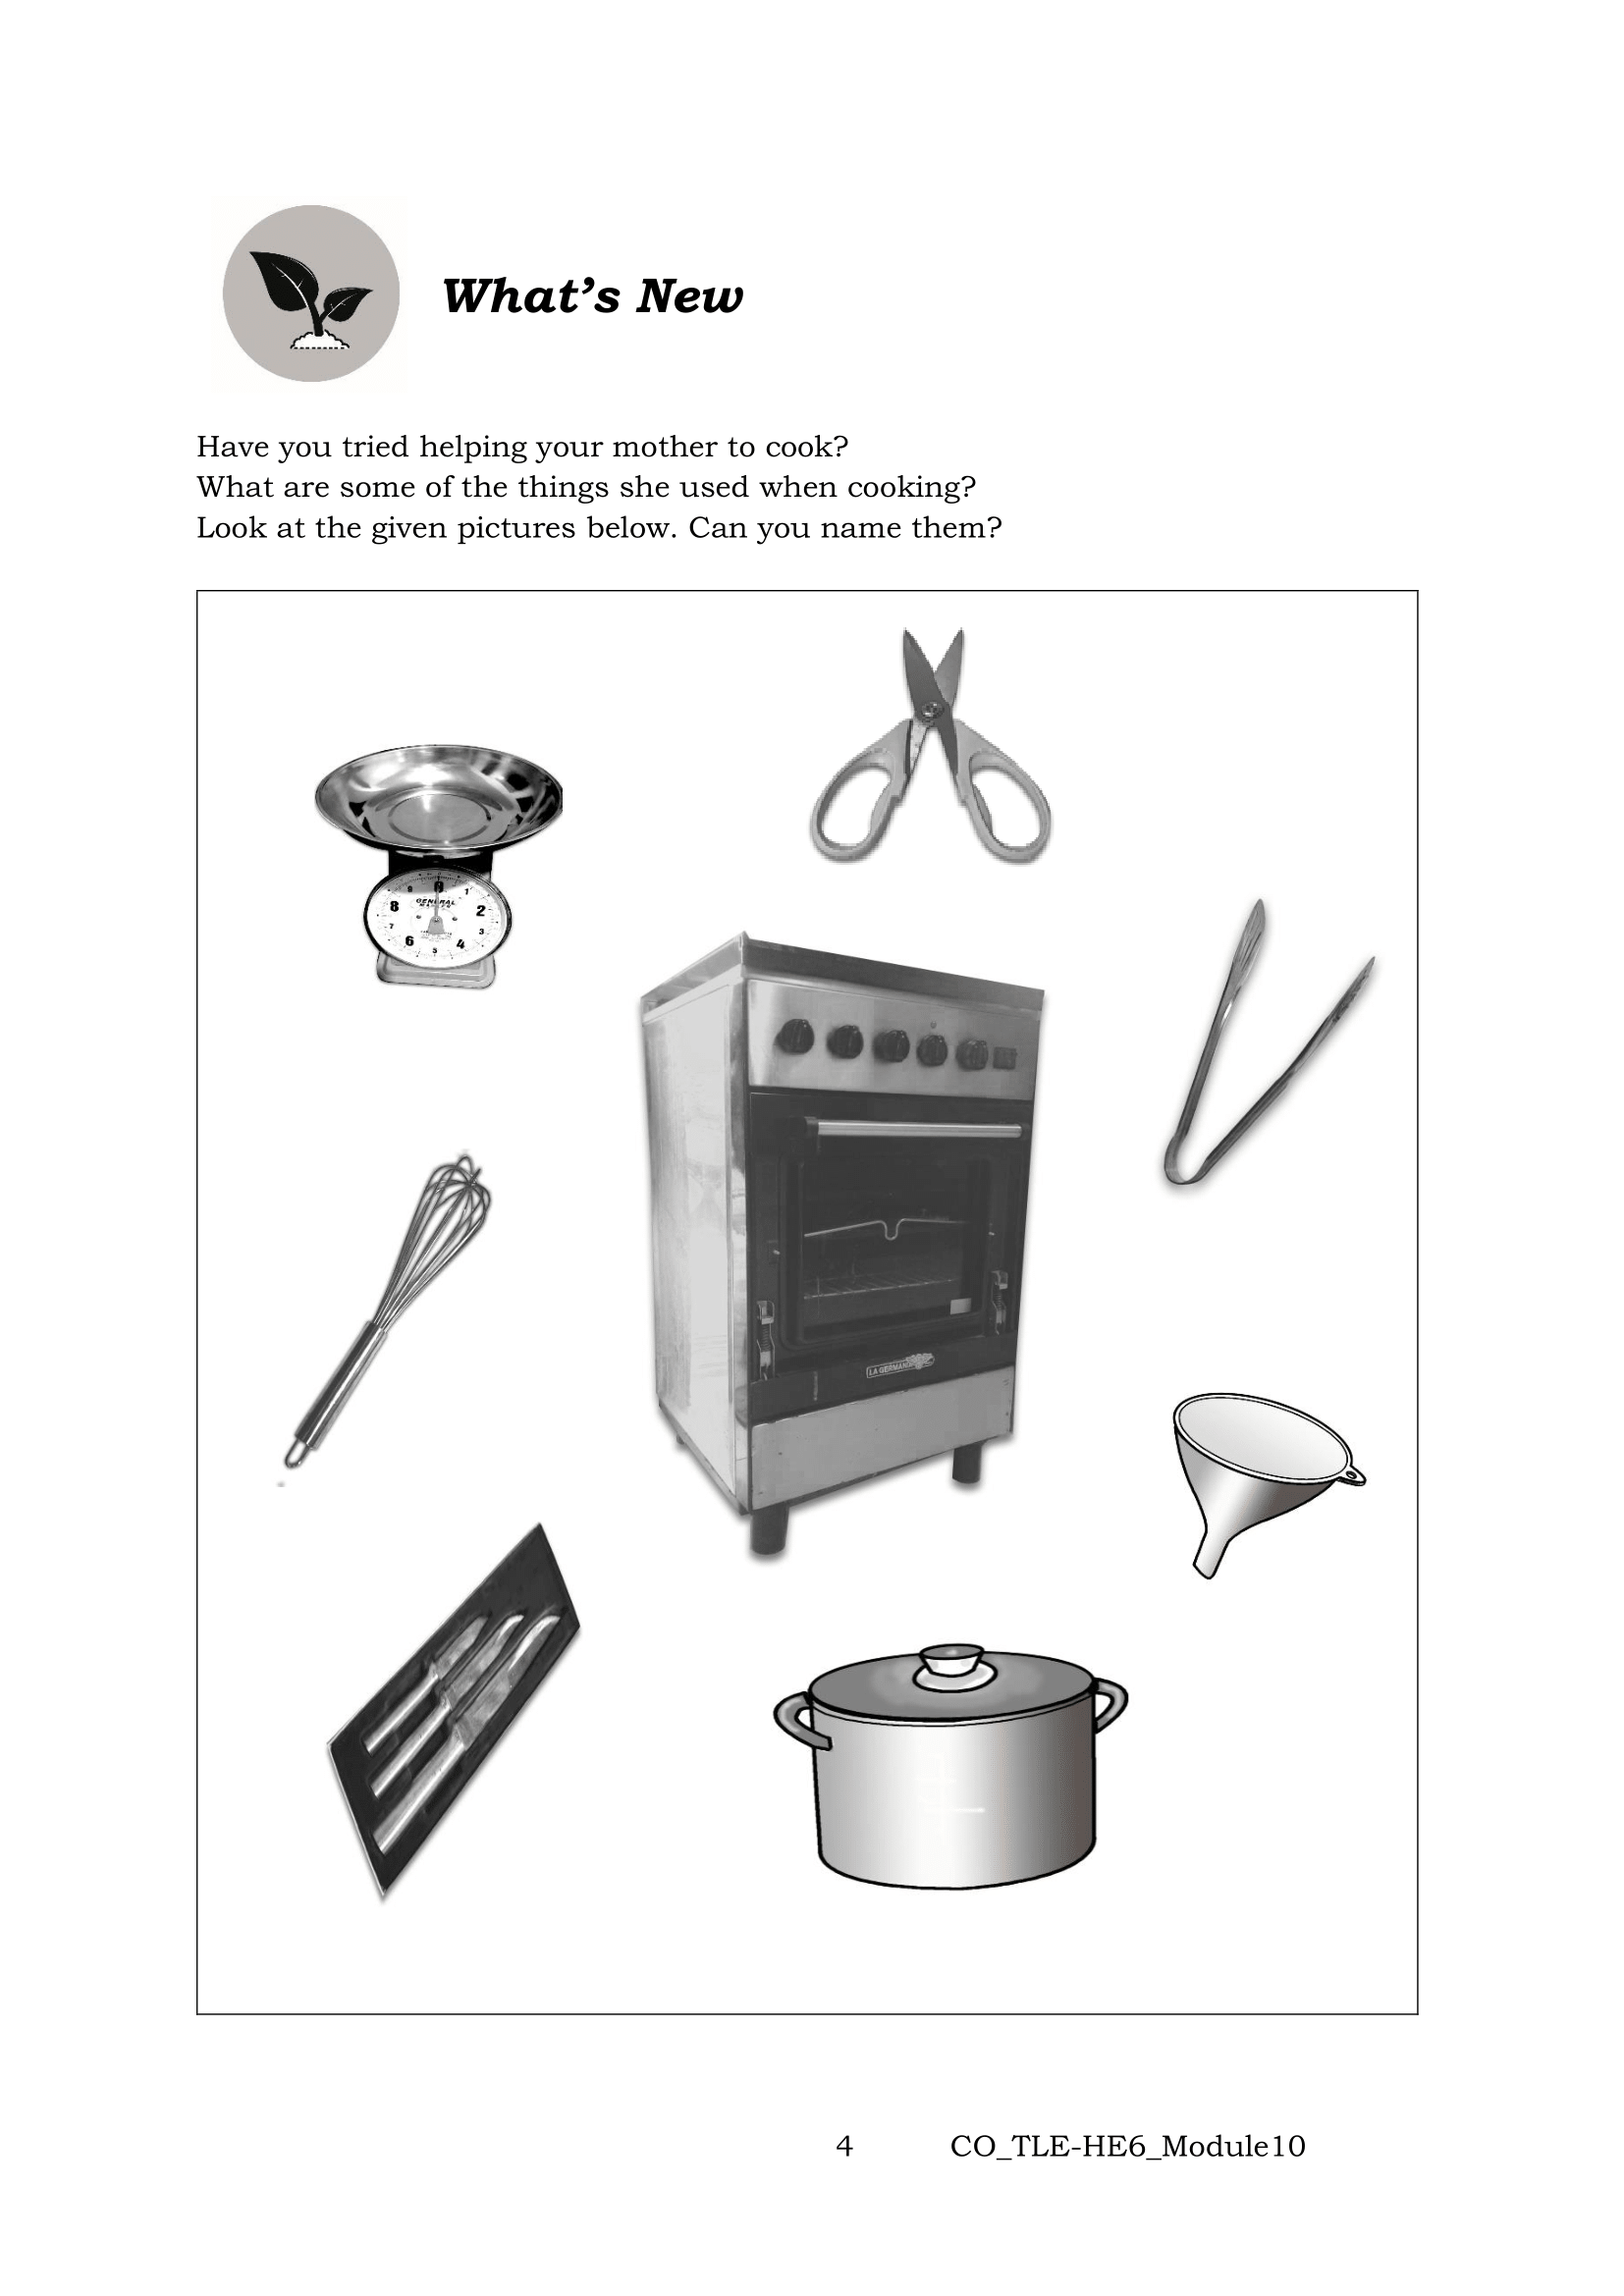 What's New
Have you tried helping your mother to cook?
What are some of the things she used when cooking?
Look at the given pictures below. Can you name them?
GENERAL
8
2
7
3
6
4
5
1
LA GERMANIA
4 CO_TLE-HE6_Module10